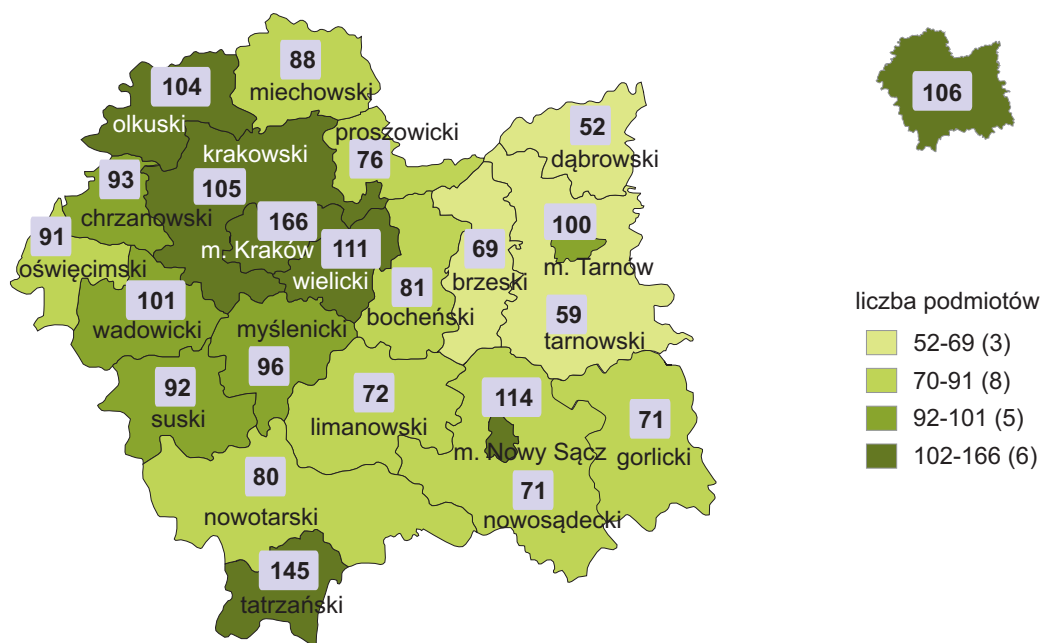 88
miechowski
104
olkuski
106
proszowicki
76
52
dąbrowski
krakowski
105
93
chrzanowski
166
m. Kraków
111
wielicki
100
m. Tarnów
91
oświęcimski
69
brzeski
81
bocheński
101
wadowicki
59
tarnowski
myślenicki
96
92
suski
72
limanowski
114
m. Nowy Sącz
71
gorlicki
80
nowotarski
71
nowosądecki
145
tatrzański
liczba podmiotów
52-69 (3)
70-91 (8)
92-101 (5)
102-166 (6)